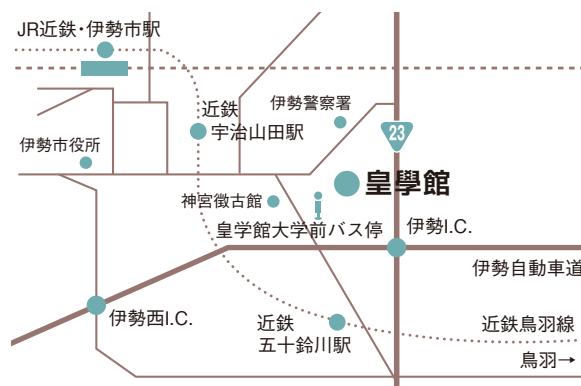 JR近鉄・伊勢市駅
近鉄
宇治山田駅
伊勢警察署
23
伊勢市役所
皇學館
神宮徴古館
皇学館大学前バス停
伊勢I.C.
伊勢自動車道
伊勢西I.C.
近鉄
五十鈴川駅
近鉄鳥羽線
鳥羽→